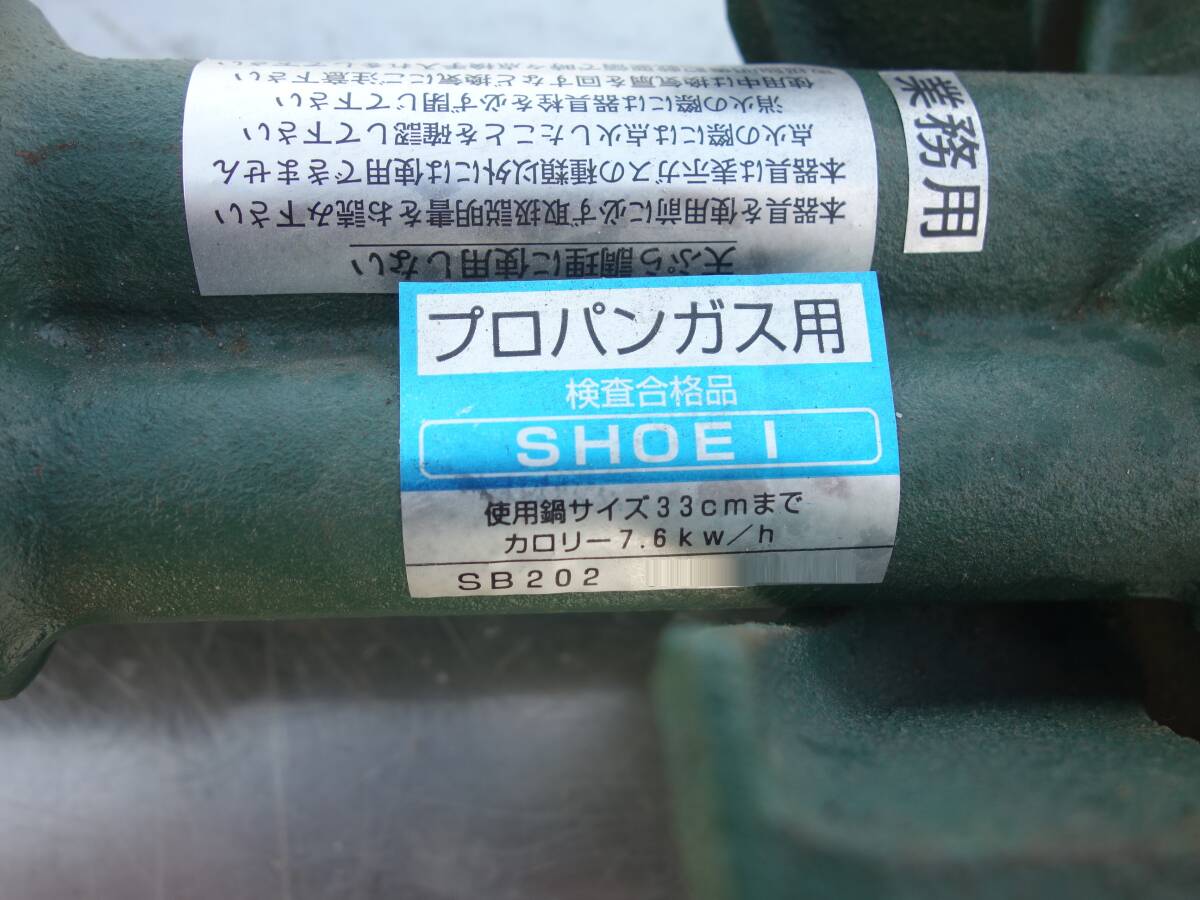 天ぷら調理に使用しない
本器具を使用前に必ず取扱説明書をお読み下さい
本器具は表示ガスの種類以外には使用できません
点火の際には点火したことを確認して下さい
消火の際には器具栓を必ず閉じて下さい
使用中は換気扇を回すなど換気にご注意下さい
業務用
プロパンガス用
検査合格品
SHOEI
使用鍋サイズ33cmまで
カロリー7.6kw/h
SB202